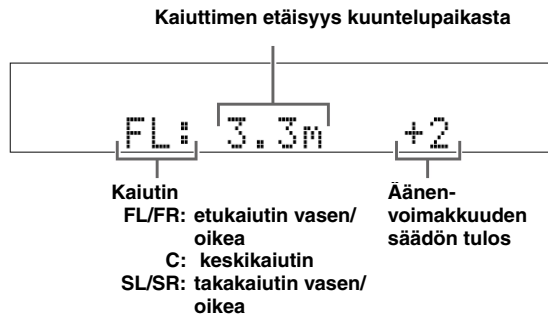 Kaiuttimen etäisyys kuuntelupaikasta
FL: 3.3m +2
Kaiutin
FL/FR: etukaiutin vasen/
oikea
C: keskikaiutin
SL/SR: takakaiutin vasen/
oikea
Äänen-
voimakkuuden
säädön tulos